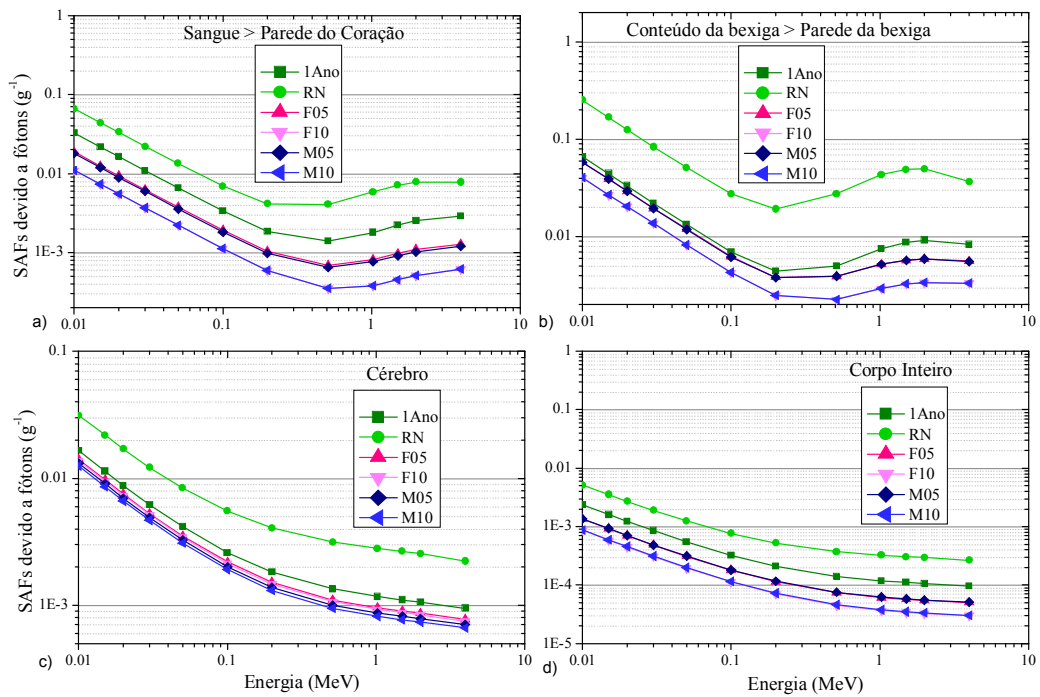 SAFs devido a fótons (g⁻¹)
1
0.1
0.01
1E-3
Sangue > Parede do Coração
1Ano
RN
F05
F10
M05
M10
a)
0.01
0.1
1
10
1
0.1
0.01
Conteúdo da bexiga > Parede da bexiga
1Ano
RN
F05
F10
M05
M10
b)
0.01
0.1
1
10
SAFs devido a fótons (g⁻¹)
0.1
0.01
1E-3
Cérebro
1Ano
RN
F05
F10
M05
M10
c)
0.01
0.1
1
10
Energia (MeV)
1
0.1
0.01
1E-3
1E-4
1E-5
Corpo Inteiro
1Ano
RN
F05
F10
M05
M10
d)
0.01
0.1
1
10
Energia (MeV)